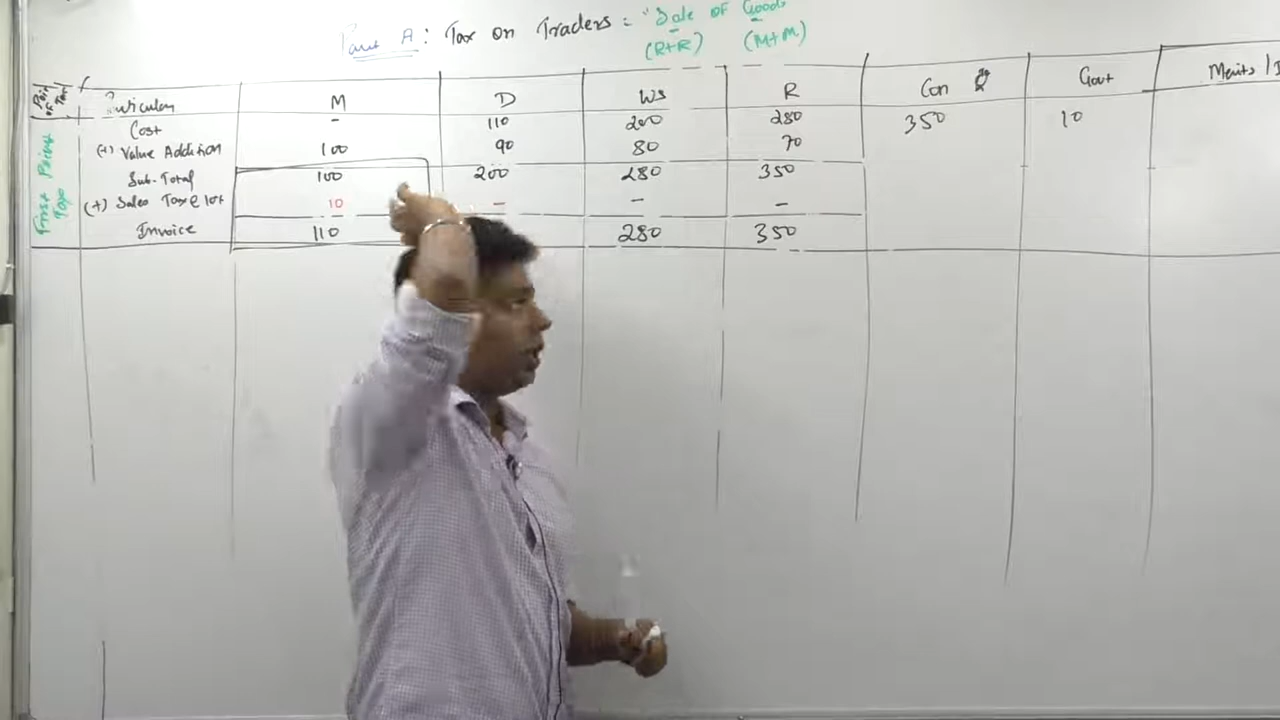 Part A: Tax on Traders = "Sale of Goods
(R+R) (M+M)
Particulars M D WS R Con Govt Merits /
Cost - 110 200 280 350 10
(+) Value Addition 100 90 80 70
Sub-Total 100 200 280 350
(+) Sales Tax @ 10% 10 - - -
Invoice 110 280 350
First Point Tax